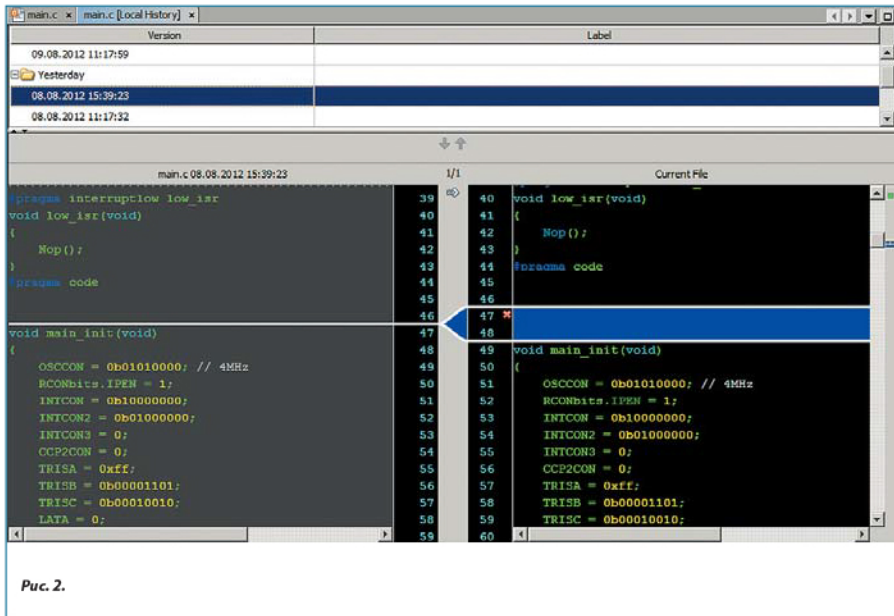 main.c main.c [Local History]
Version Label
09.08.2012 11:17:59
Yesterday
08.08.2012 15:39:23
08.08.2012 11:17:32
main.c 08.08.2012 15:39:23 1/1 Current File
#pragma interruptlow low_isr 39
void low_isr(void) 40
{ 41
Nop(); 42
} 43
#pragma code 44
45
46
void main_init(void) 47
{ 48
OSCCON = 0b01010000; // 4MHz 49
RCONbits.IPEN = 1; 50
INTCON = 0b10000000; 51
INTCON2 = 0b01000000; 52
INTCON3 = 0; 53
CCP2CON = 0; 54
TRISA = 0xff; 55
TRISB = 0b00001101; 56
TRISC = 0b00010010; 57
LATA = 0; 58
59
40 void low_isr(void)
41 {
42 Nop();
43 }
44 #pragma code
45
46
47
48
49 void main_init(void)
50 {
51 OSCCON = 0b01010000; // 4MHz
52 RCONbits.IPEN = 1;
53 INTCON = 0b10000000;
54 INTCON2 = 0b01000000;
55 INTCON3 = 0;
56 CCP2CON = 0;
57 TRISA = 0xff;
58 TRISB = 0b00001101;
59 TRISC = 0b00010010;
60
Рис. 2.